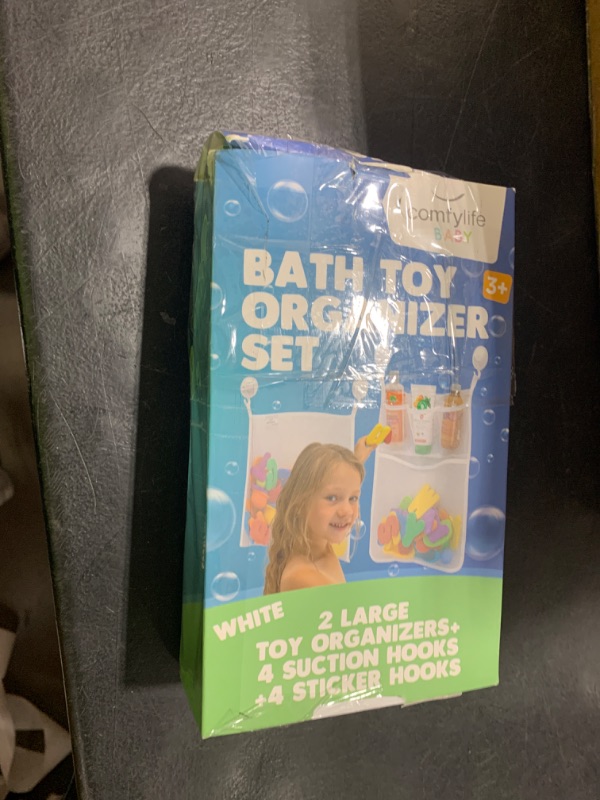 comfylife
BABY
BATH TOY
ORGANIZER
SET
3+
WHITE
2 LARGE
TOY ORGANIZERS+
4 SUCTION HOOKS
+4 STICKER HOOKS